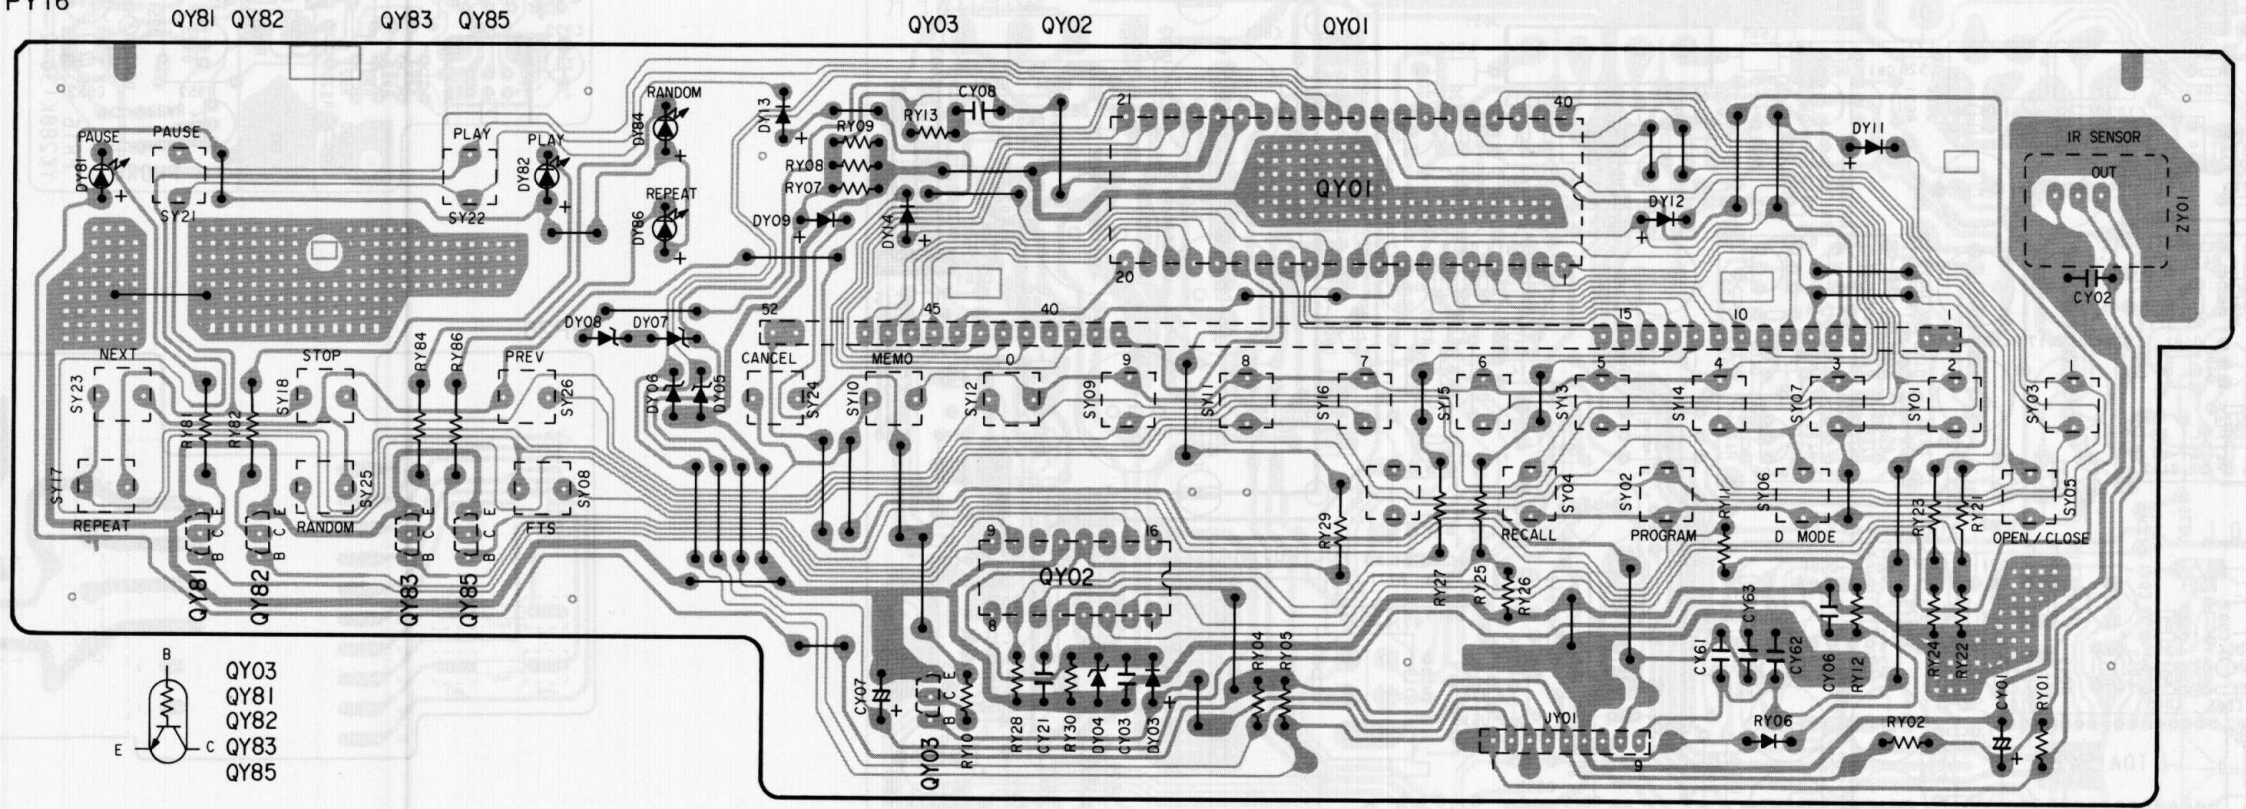 PY16
QY81 QY82 QY83 QY85 QY03 QY02 QY01
RANDOM
DY84
DY13
CY08
RY13
RY09
RY08
RY07
21
40
DY11
IR SENSOR
OUT
ZY01
PAUSE
DY81
PAUSE
SY21
PLAY
SY22
PLAY
DY82
REPEAT
DY86
DY09
DY14
QY01
DY12
CY02
20
1
DY08 DY07
52
45
40
15
10
1
NEXT
SY23
STOP
SY18
RY84
RY86
PREV
SY26
DY06
DY05
CANCEL
SY24
MEMO
SY10
0
SY12
9
SY09
8
SY11
7
SY16
6
SY15
5
SY13
4
SY14
3
SY07
2
SY01
1
SY03
RY81
RY82
SY17
REPEAT
SY25
RANDOM
SY08
FTS
E
C
B
E
C
B
E
C
B
E
C
B
QY81
QY82
QY83
QY85
9
16
QY02
8
1
RY29
RY27
RY25
RY26
SY04
RECALL
SY02
PROGRAM
RY11
SY06
D MODE
RY23
RY21
SY05
OPEN/CLOSE
B
E
C
QY03
QY81
QY82
QY83
QY85
CY07
E
C
B
QY03
RY10
RY28
CY21
RY30
DY04
CY03
DY03
RY04
RY05
CY61
CY63
CY62
CY06
RY12
RY24
RY22
CY01
RY01
JY01
1
9
RY06
RY02